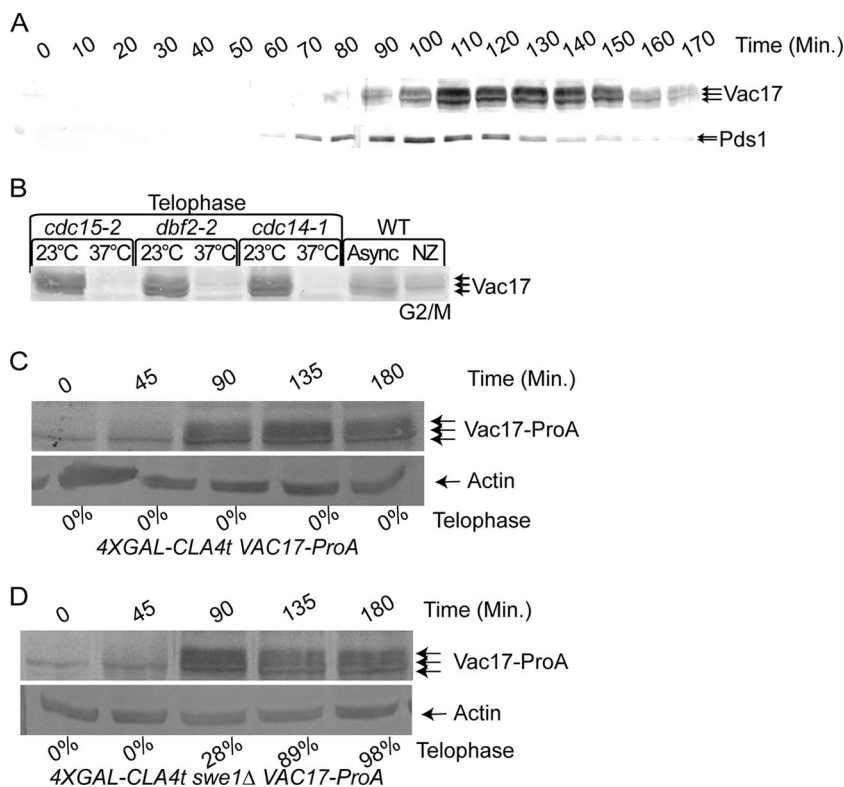 A
0 10 20 30 40 50 60 70 80 90 100 110 120 130 140 150 160 170 Time (Min.)
Vac17
Pds1
B
Telophase
cdc15-2 dbf2-2 cdc14-1 WT
23°C 37°C 23°C 37°C 23°C 37°C Async NZ
Vac17
G2/M
C
0 45 90 135 180 Time (Min.)
Vac17-ProA
Actin
0% 0% 0% 0% 0% Telophase
4XGAL-CLA4t VAC17-ProA
D
0 45 90 135 180 Time (Min.)
Vac17-ProA
Actin
0% 0% 28% 89% 98% Telophase
4XGAL-CLA4t swe1Δ VAC17-ProA